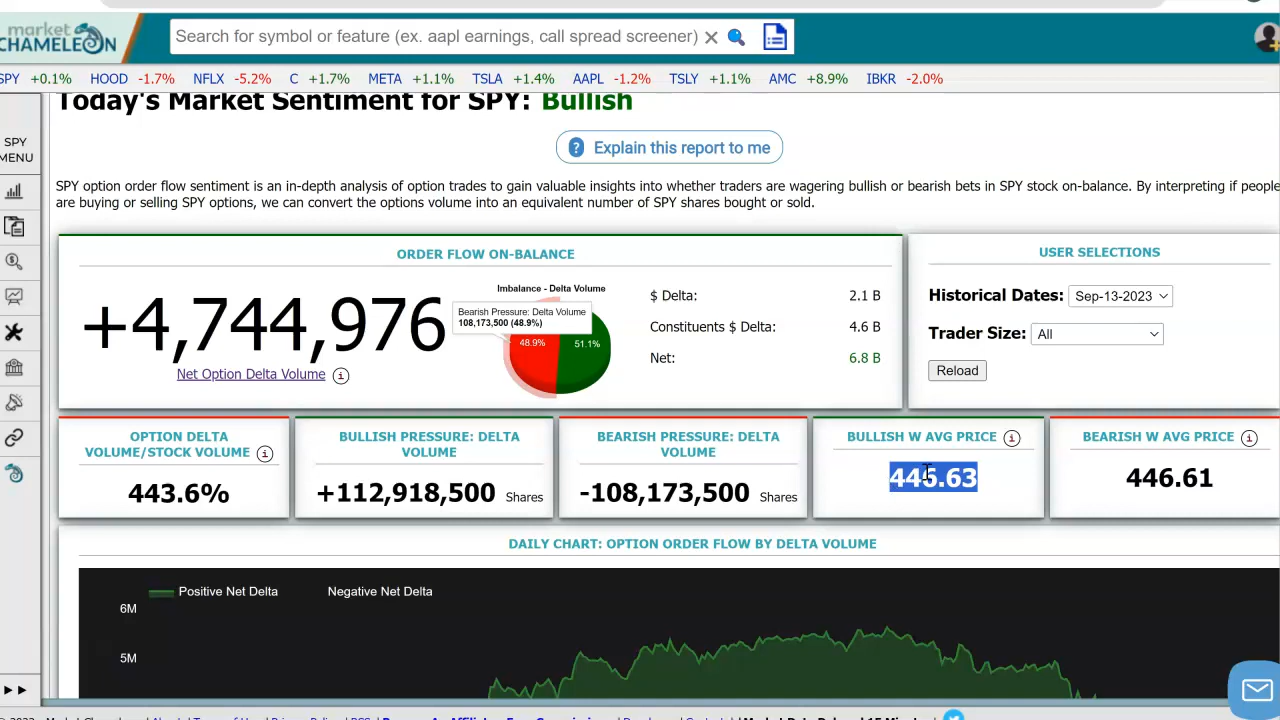 market
CHAMELEON
Search for symbol or feature (ex. aapl earnings, call spread screener)
SPY +0.1% HOOD -1.7% NFLX -5.2% C +1.7% META +1.1% TSLA +1.4% AAPL -1.2% TSLY +1.1% AMC +8.9% IBKR -2.0%
Today's Market Sentiment for SPY: Bullish
SPY
MENU
? Explain this report to me
SPY option order flow sentiment is an in-depth analysis of option trades to gain valuable insights into whether traders are wagering bullish or bearish bets in SPY stock on-balance. By interpreting if people
are buying or selling SPY options, we can convert the options volume into an equivalent number of SPY shares bought or sold.
ORDER FLOW ON-BALANCE
+4,744,976
Net Option Delta Volume i
Imbalance - Delta Volume
Bearish Pressure: Delta Volume
108,173,500 (48.9%)
48.9% 51.1%
$ Delta: 2.1 B
Constituents $ Delta: 4.6 B
Net: 6.8 B
USER SELECTIONS
Historical Dates: Sep-13-2023
Trader Size: All
Reload
OPTION DELTA
VOLUME/STOCK VOLUME i
443.6%
BULLISH PRESSURE: DELTA
VOLUME
+112,918,500 Shares
BEARISH PRESSURE: DELTA
VOLUME
-108,173,500 Shares
BULLISH W AVG PRICE i
446.63
BEARISH W AVG PRICE i
446.61
DAILY CHART: OPTION ORDER FLOW BY DELTA VOLUME
Positive Net Delta Negative Net Delta
6M
5M